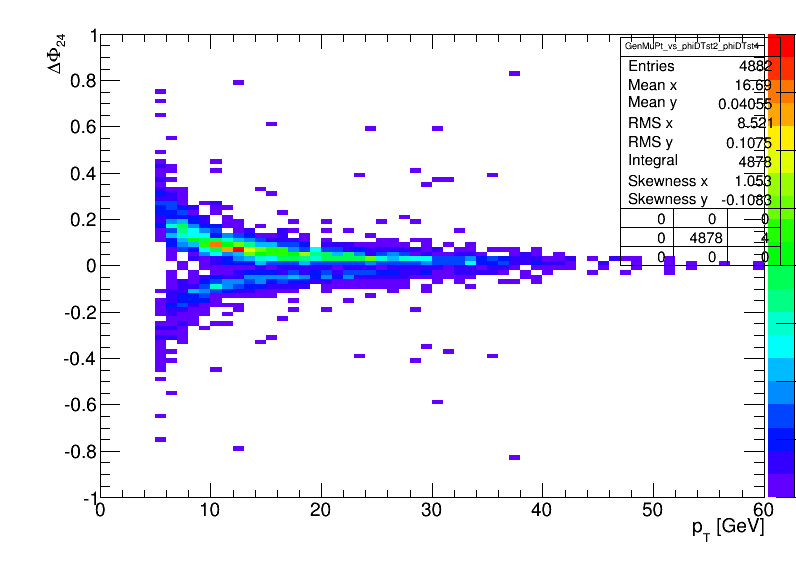 ΔΦ24
1
0.8
0.6
0.4
0.2
0
-0.2
-0.4
-0.6
-0.8
-1
0 10 20 30 40 50 60
pT [GeV]
GenMuPt_vs_phiDTst2_phiDTst4
Entries 4882
Mean x 16.69
Mean y 0.04055
RMS x 8.521
RMS y 0.1075
Integral 4878
Skewness x 1.053
Skewness y -0.1083
0 0 0
0 4878 4
0 0 0